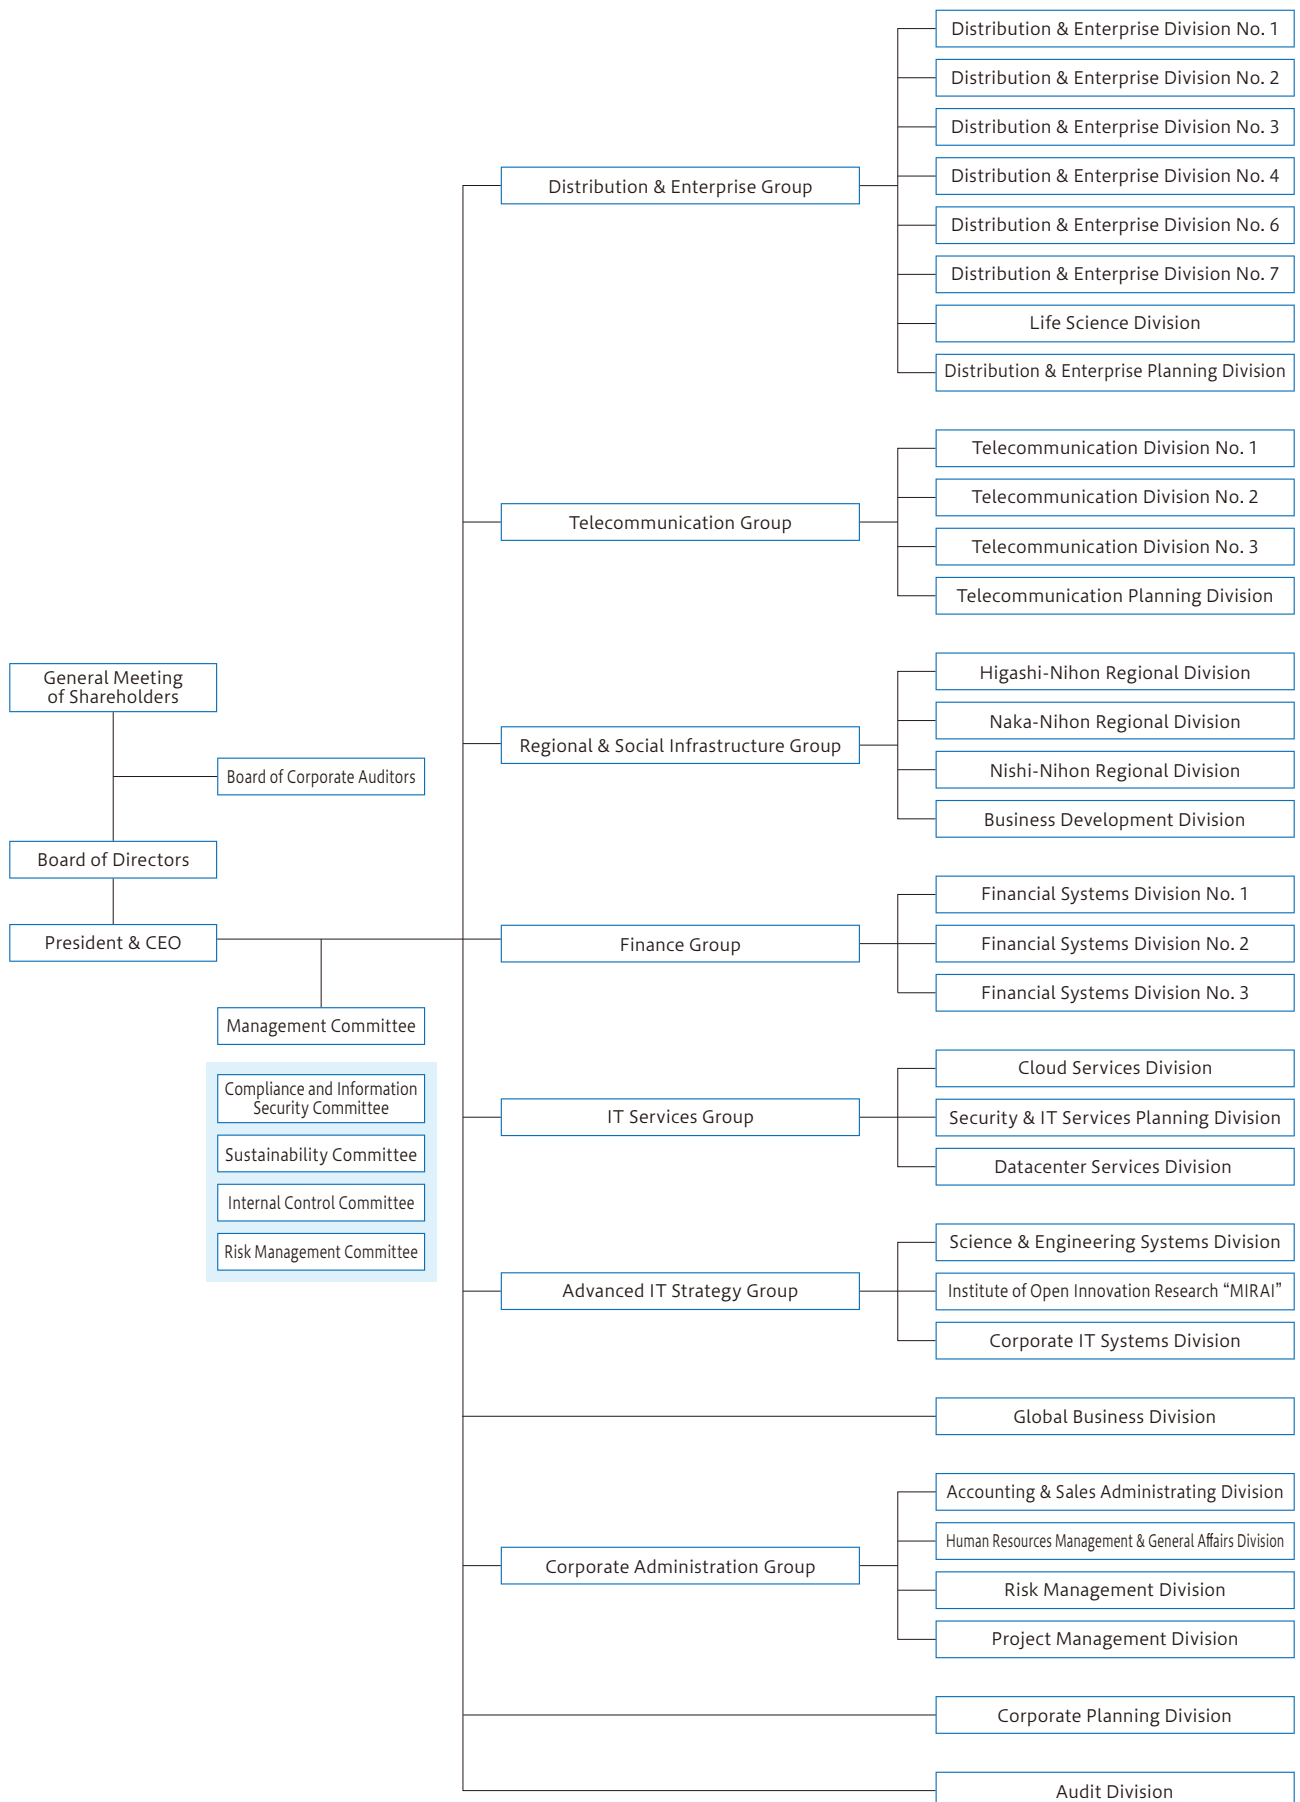 General Meeting
of Shareholders
Board of Corporate Auditors
Board of Directors
President & CEO
Management Committee
Compliance and Information
Security Committee
Sustainability Committee
Internal Control Committee
Risk Management Committee
Distribution & Enterprise Group
Distribution & Enterprise Division No. 1
Distribution & Enterprise Division No. 2
Distribution & Enterprise Division No. 3
Distribution & Enterprise Division No. 4
Distribution & Enterprise Division No. 6
Distribution & Enterprise Division No. 7
Life Science Division
Distribution & Enterprise Planning Division
Telecommunication Group
Telecommunication Division No. 1
Telecommunication Division No. 2
Telecommunication Division No. 3
Telecommunication Planning Division
Regional & Social Infrastructure Group
Higashi-Nihon Regional Division
Naka-Nihon Regional Division
Nishi-Nihon Regional Division
Business Development Division
Finance Group
Financial Systems Division No. 1
Financial Systems Division No. 2
Financial Systems Division No. 3
IT Services Group
Cloud Services Division
Security & IT Services Planning Division
Datacenter Services Division
Advanced IT Strategy Group
Science & Engineering Systems Division
Institute of Open Innovation Research “MIRAI”
Corporate IT Systems Division
Global Business Division
Corporate Administration Group
Accounting & Sales Administrating Division
Human Resources Management & General Affairs Division
Risk Management Division
Project Management Division
Corporate Planning Division
Audit Division